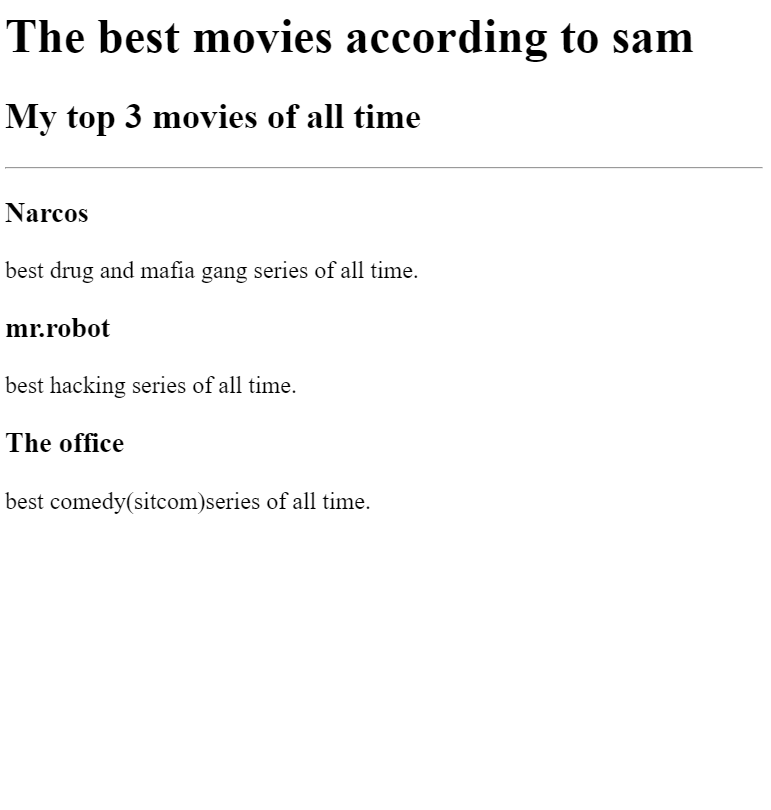 The best movies according to sam
My top 3 movies of all time
Narcos
best drug and mafia gang series of all time.
mr.robot
best hacking series of all time.
The office
best comedy(sitcom)series of all time.